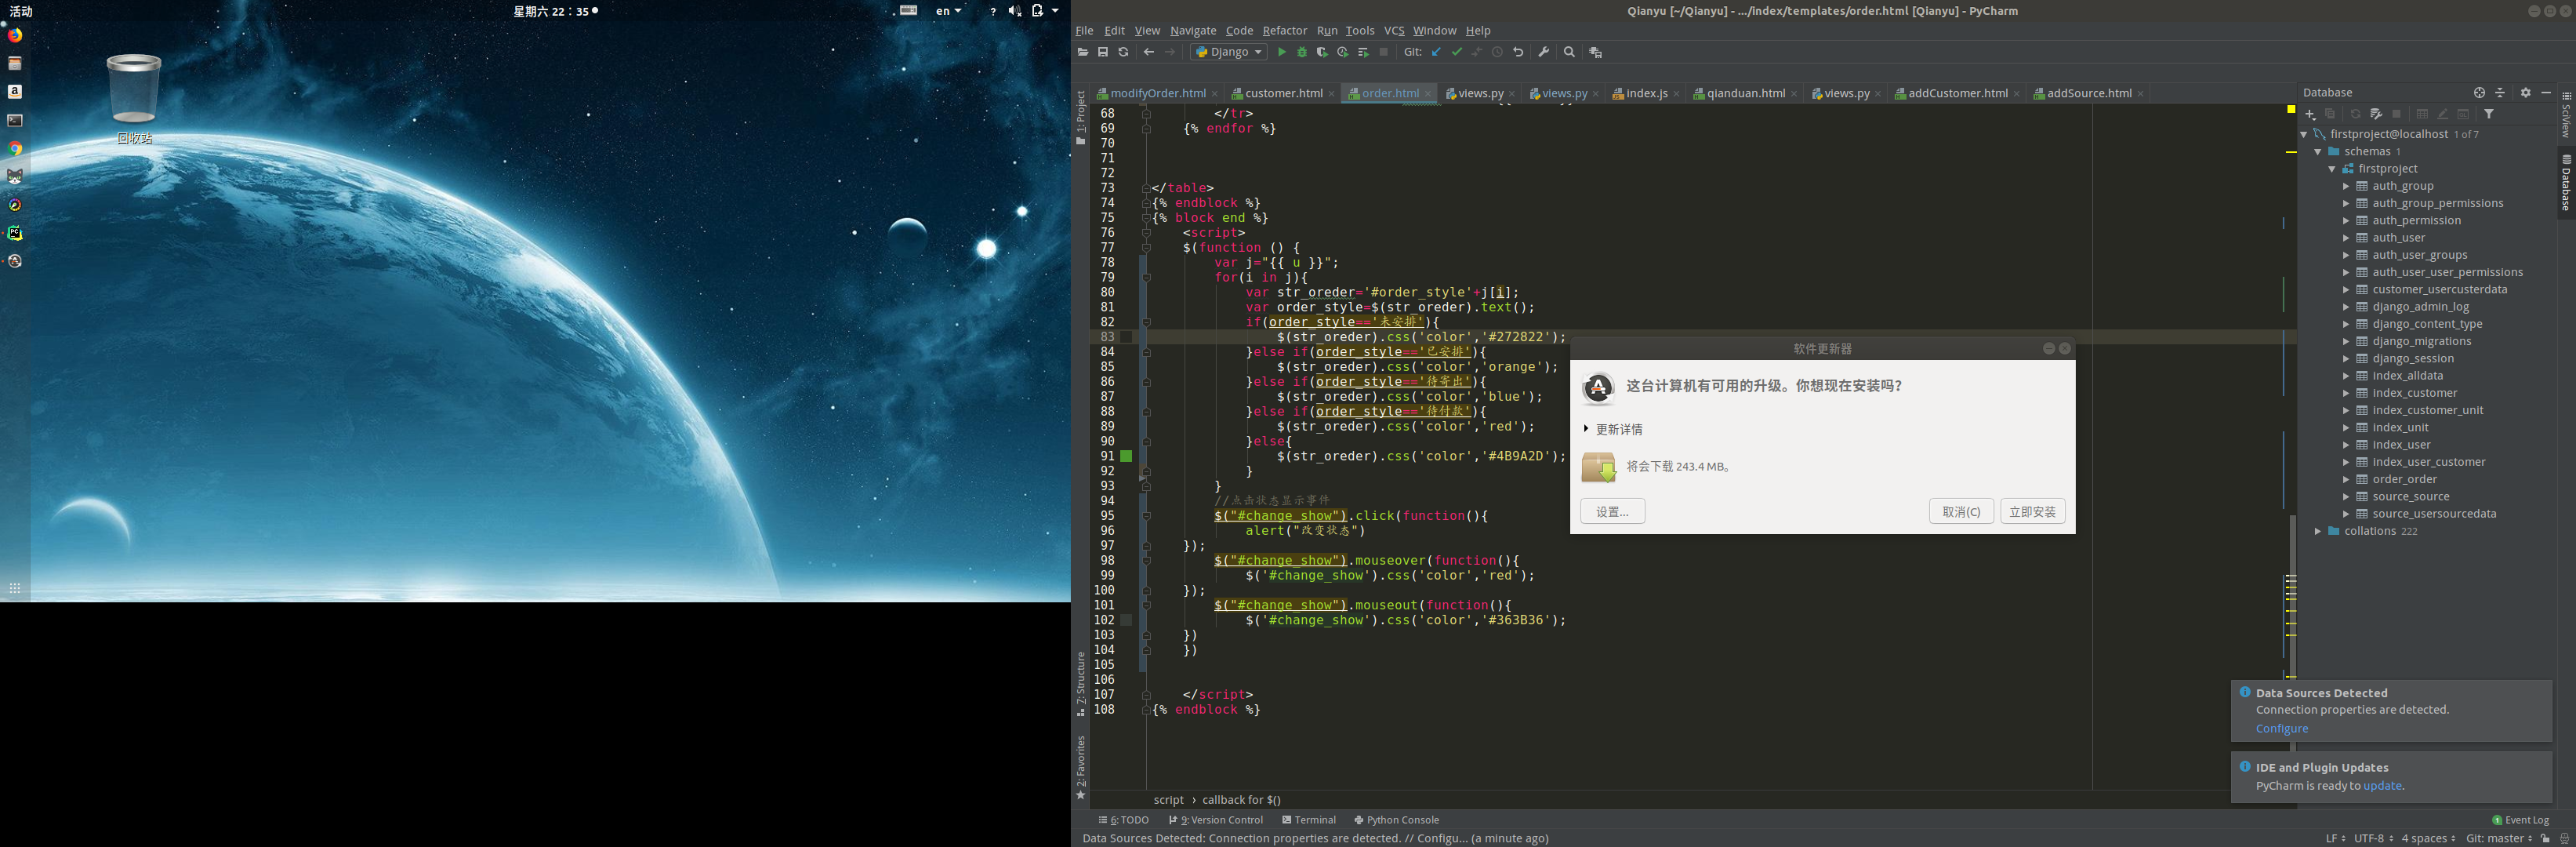 活动
星期六 22：35
en
?
回收站
Qianyu [~/Qianyu] - .../index/templates/order.html [Qianyu] - PyCharm
File Edit View Navigate Code Refactor Run Tools VCS Window Help
Django
Git:
modifyOrder.html
customer.html
order.html
views.py
views.py
index.js
qianduan.html
views.py
addCustomer.html
addSource.html
1: Project
7: Structure
2: Favorites
68 </tr>
69 {% endfor %}
70
71
72
73 </table>
74 {% endblock %}
75 {% block end %}
76 <script>
77 $(function () {
78 var j="{{ u }}";
79 for(i in j){
80 var str_oreder='#order_style'+j[i];
81 var order_style=$(str_oreder).text();
82 if(order_style=='未安排'){
83 $(str_oreder).css('color','#272822');
84 }else if(order_style=='已安排'){
85 $(str_oreder).css('color','orange');
86 }else if(order_style=='待寄出'){
87 $(str_oreder).css('color','blue');
88 }else if(order_style=='待付款'){
89 $(str_oreder).css('color','red');
90 }else{
91 $(str_oreder).css('color','#4B9A2D');
92 }
93 }
94 //点击状态显示事件
95 $("#change_show").click(function(){
96 alert("改变状态")
97 });
98 $("#change_show").mouseover(function(){
99 $('#change_show').css('color','red');
100 });
101 $("#change_show").mouseout(function(){
102 $('#change_show').css('color','#363B36');
103 })
104 })
105
106
107 </script>
108 {% endblock %}
script › callback for $()
软件更新器
这台计算机有可用的升级。你想现在安装吗?
更新详情
将会下载 243.4 MB。
设置...
取消(C)
立即安装
Database
firstproject@localhost 1 of 7
schemas 1
firstproject
auth_group
auth_group_permissions
auth_permission
auth_user
auth_user_groups
auth_user_user_permissions
customer_usercusterdata
django_admin_log
django_content_type
django_migrations
django_session
index_alldata
index_customer
index_customer_unit
index_unit
index_user
index_user_customer
order_order
source_source
source_usersourcedata
collations 222
SciView
Database
Data Sources Detected
Connection properties are detected.
Configure
IDE and Plugin Updates
PyCharm is ready to update.
6: TODO
9: Version Control
Terminal
Python Console
1 Event Log
Data Sources Detected: Connection properties are detected. // Configu... (a minute ago)
LF UTF-8 4 spaces Git: master